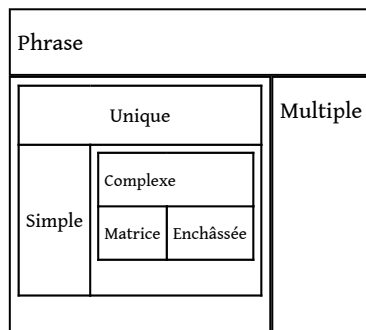 Phrase
Unique
Multiple
Complexe
Simple
Matrice
Enchâssée